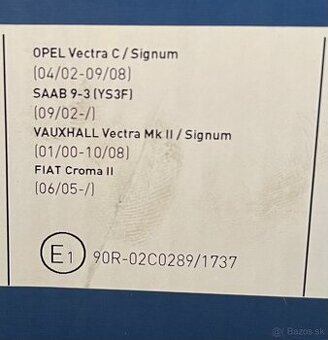 OPEL Vectra C / Signum
(04/02-09/08)
SAAB 9-3 (YS3F)
(09/02-/)
VAUXHALL Vectra Mk II / Signum
(01/00-10/08)
FIAT Croma II
(06/05-/)
E1 90R-02C0289/1737
Bazos.sk